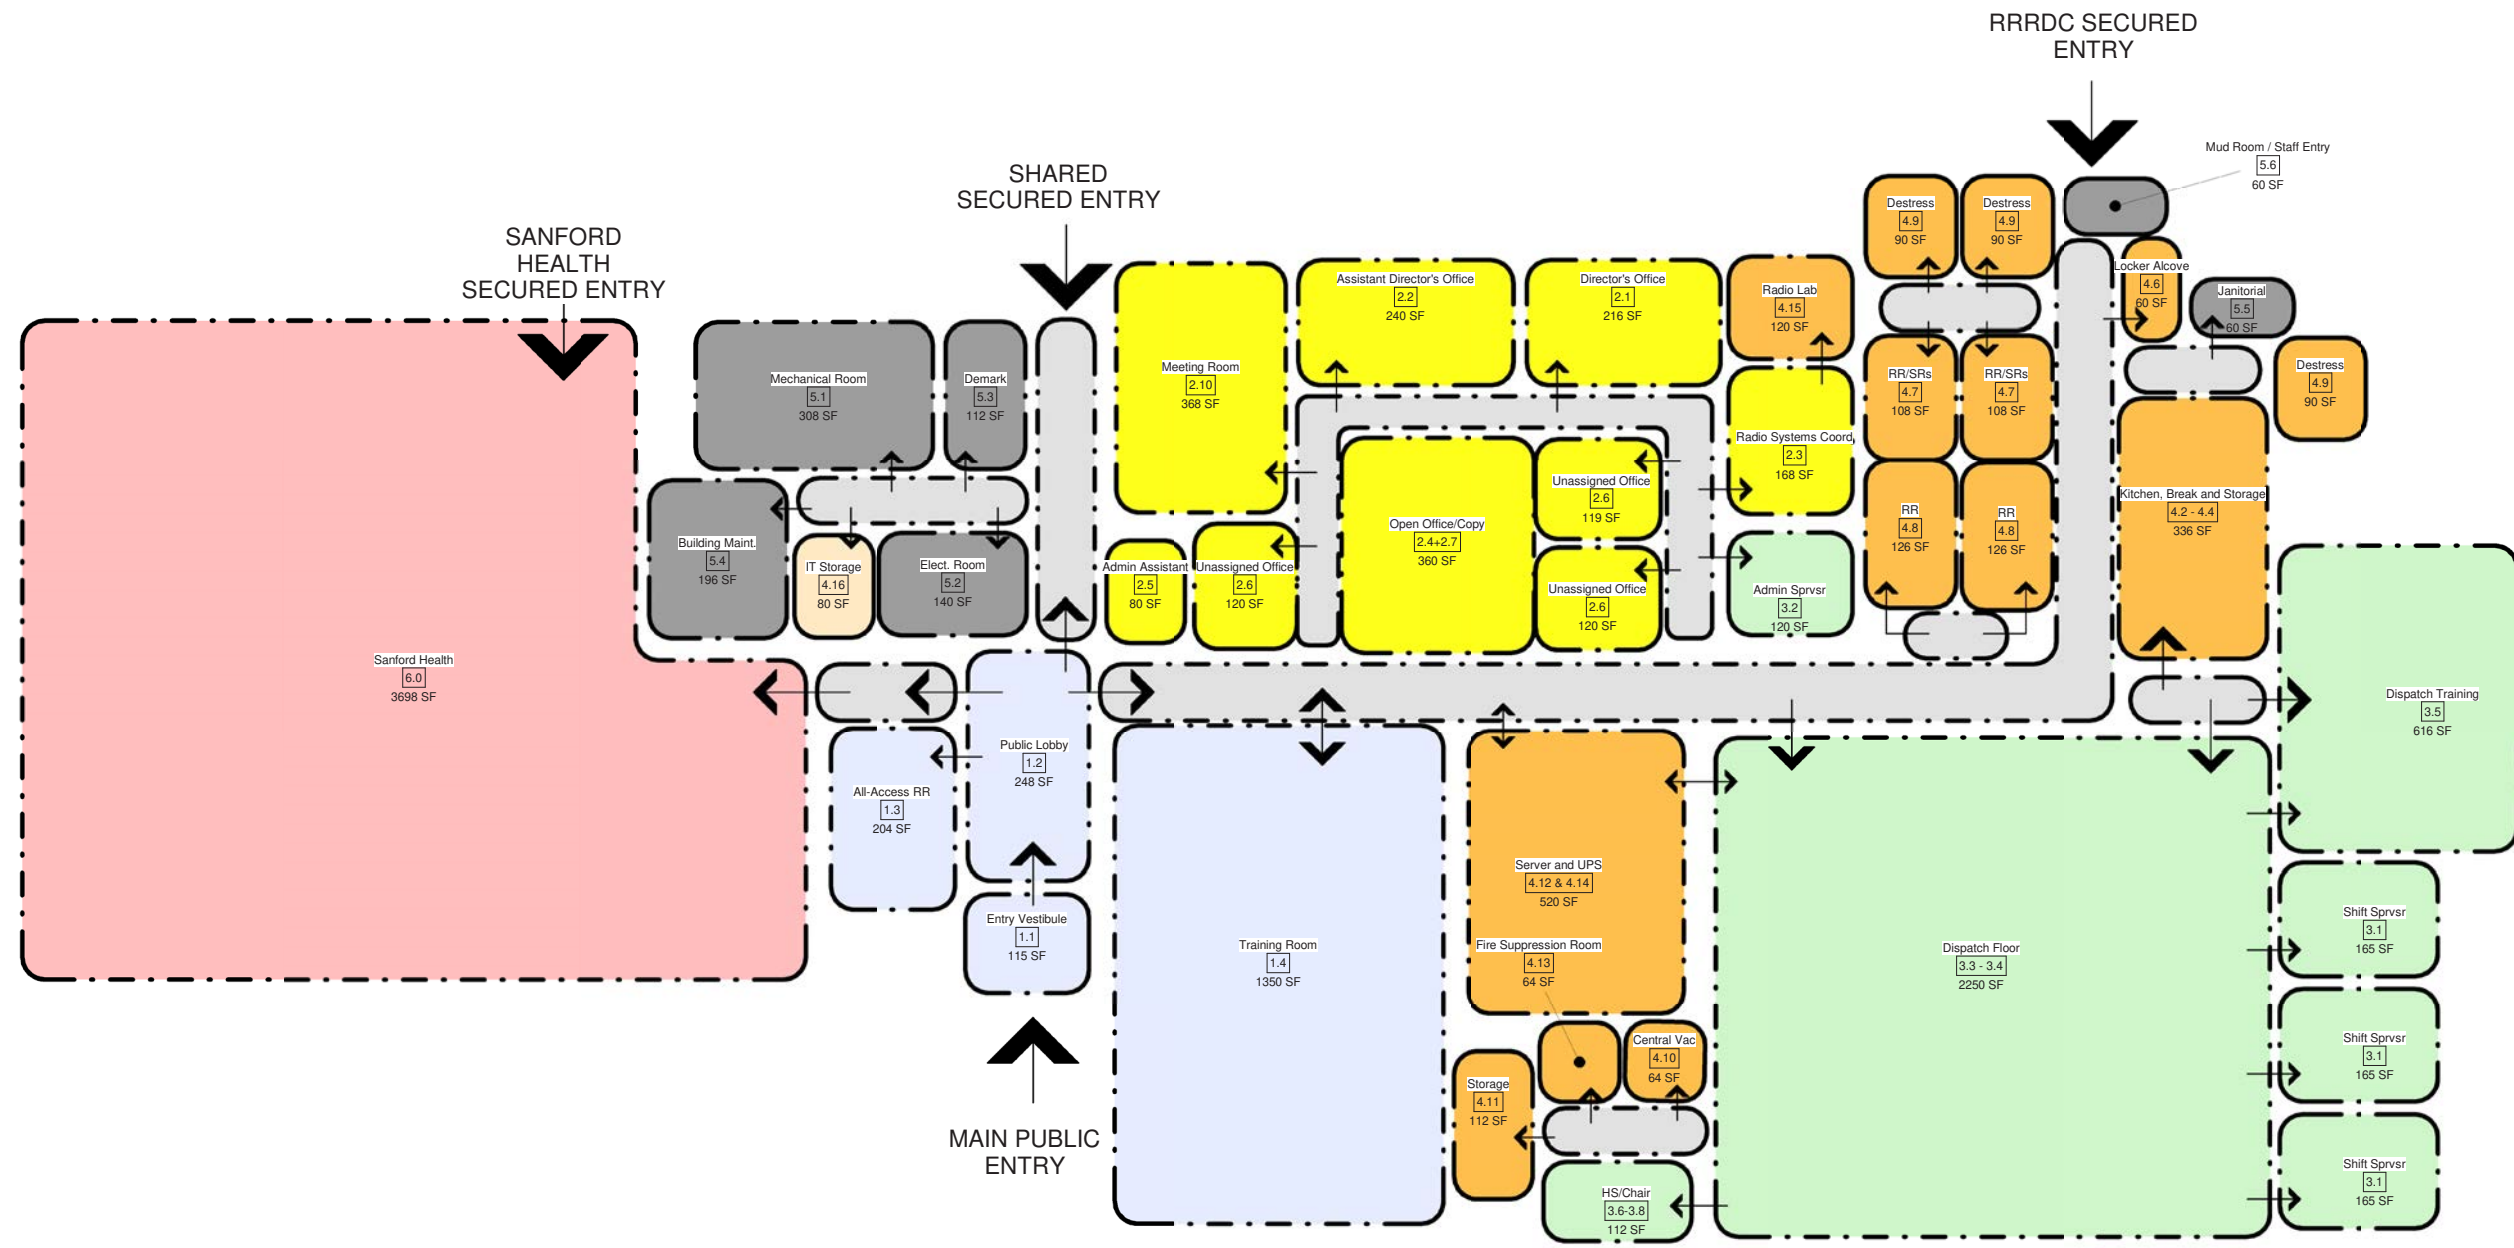 RRRDC SECURED
ENTRY
Mud Room / Staff Entry
5.6
60 SF
SHARED
SECURED ENTRY
SANFORD
HEALTH
SECURED ENTRY
Destress
4.9
90 SF
Destress
4.9
90 SF
Locker Alcove
4.6
60 SF
Janitorial
5.5
60 SF
Assistant Director's Office
2.2
240 SF
Director's Office
2.1
216 SF
Radio Lab
4.15
120 SF
Mechanical Room
5.1
308 SF
Demark
5.3
112 SF
Meeting Room
2.10
368 SF
RR/SRs
4.7
108 SF
RR/SRs
4.7
108 SF
Destress
4.9
90 SF
Radio Systems Coord
2.3
168 SF
Unassigned Office
2.6
119 SF
Open Office/Copy
2.4+2.7
360 SF
RR
4.8
126 SF
RR
4.8
126 SF
Kitchen, Break and Storage
4.2 - 4.4
336 SF
Building Maint.
5.4
196 SF
IT Storage
4.16
80 SF
Elect. Room
5.2
140 SF
Admin Assistant
2.5
80 SF
Unassigned Office
2.6
120 SF
Unassigned Office
2.6
120 SF
Admin Sprvsr
3.2
120 SF
Sanford Health
6.0
3698 SF
Dispatch Training
3.5
616 SF
Public Lobby
1.2
248 SF
All-Access RR
1.3
204 SF
Entry Vestibule
1.1
115 SF
Training Room
1.4
1350 SF
Server and UPS
4.12 & 4.14
520 SF
Fire Suppression Room
4.13
64 SF
Dispatch Floor
3.3 - 3.4
2250 SF
Shift Sprvsr
3.1
165 SF
Shift Sprvsr
3.1
165 SF
Shift Sprvsr
3.1
165 SF
Central Vac
4.10
64 SF
Storage
4.11
112 SF
HS/Chair
3.6-3.8
112 SF
MAIN PUBLIC
ENTRY